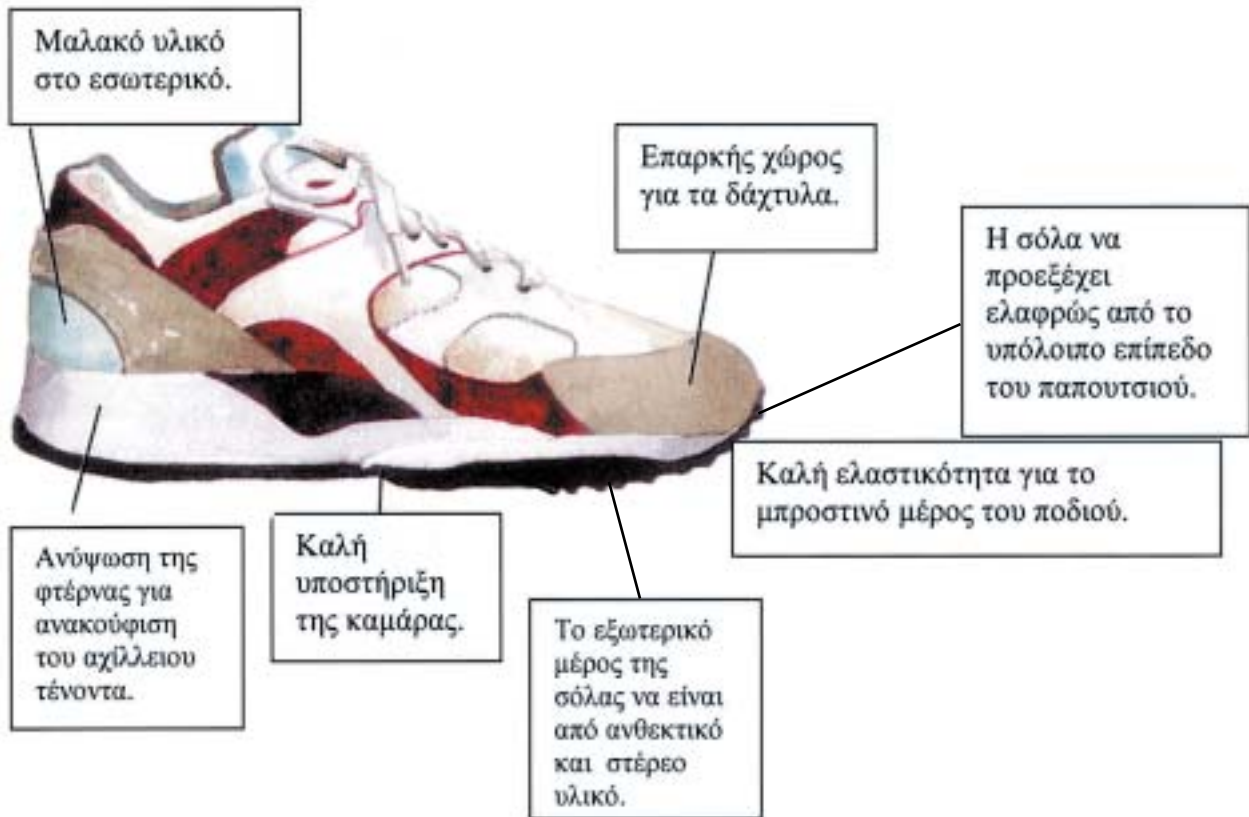 Μαλακό υλικό
στο εσωτερικό.
Επαρκής χώρος
για τα δάχτυλα.
Η σόλα να
προεξέχει
ελαφρώς από το
υπόλοιπο επίπεδο
του παπουτσιού.
Καλή ελαστικότητα για το
μπροστινό μέρος του ποδιού.
Ανύψωση της
φτέρνας για
ανακούφιση
του αχίλλειου
τένοντα.
Καλή
υποστήριξη
της καμάρας.
Το εξωτερικό
μέρος της
σόλας να είναι
από ανθεκτικό
και στέρεο
υλικό.